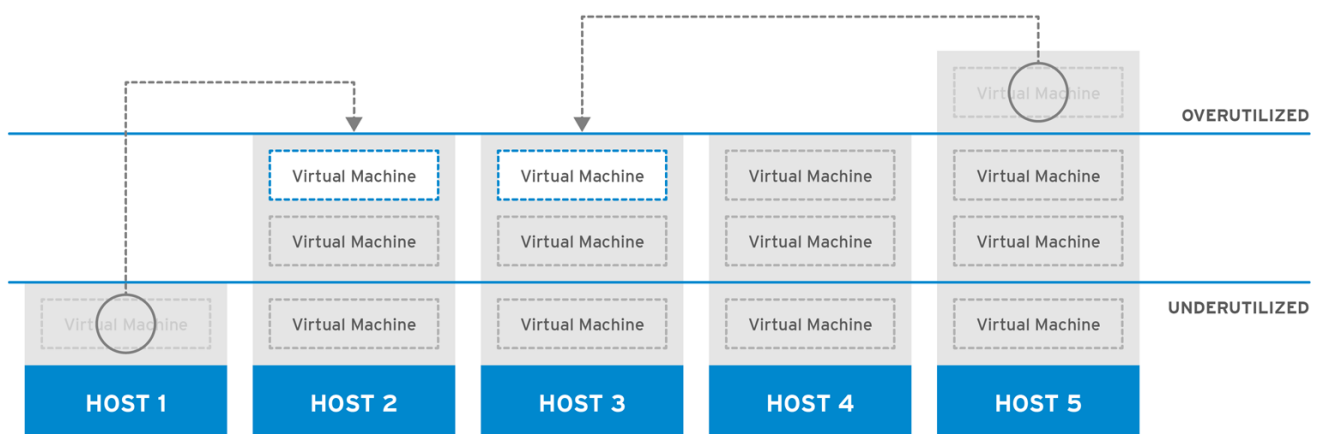 Virtual Machine
OVERUTILIZED
Virtual Machine Virtual Machine Virtual Machine Virtual Machine
Virtual Machine Virtual Machine Virtual Machine Virtual Machine
UNDERUTILIZED
Virtual Machine Virtual Machine Virtual Machine Virtual Machine Virtual Machine
HOST 1 HOST 2 HOST 3 HOST 4 HOST 5